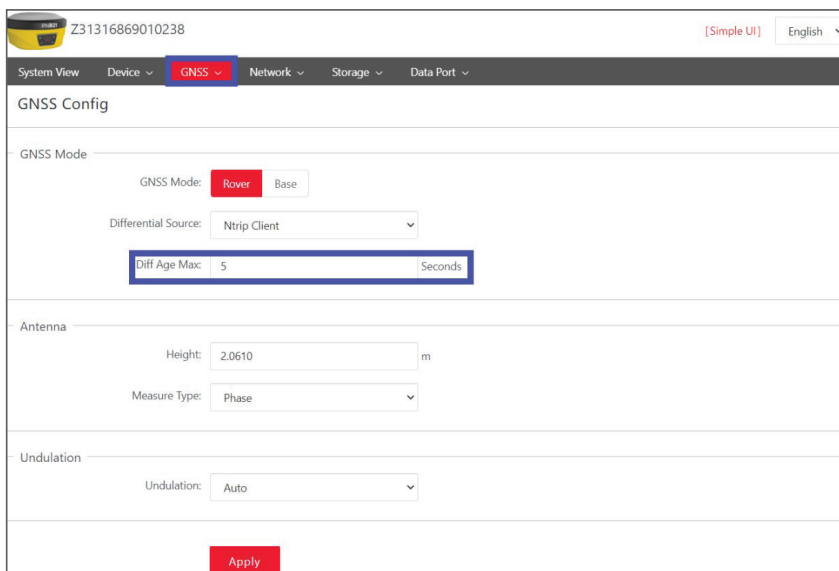 Z31316869010238
[Simple UI] English
System View Device GNSS Network Storage Data Port
GNSS Config
GNSS Mode
GNSS Mode: Rover Base
Differential Source: Ntrip Client
Diff Age Max: 5 Seconds
Antenna
Height: 2.0610 m
Measure Type: Phase
Undulation
Undulation: Auto
Apply